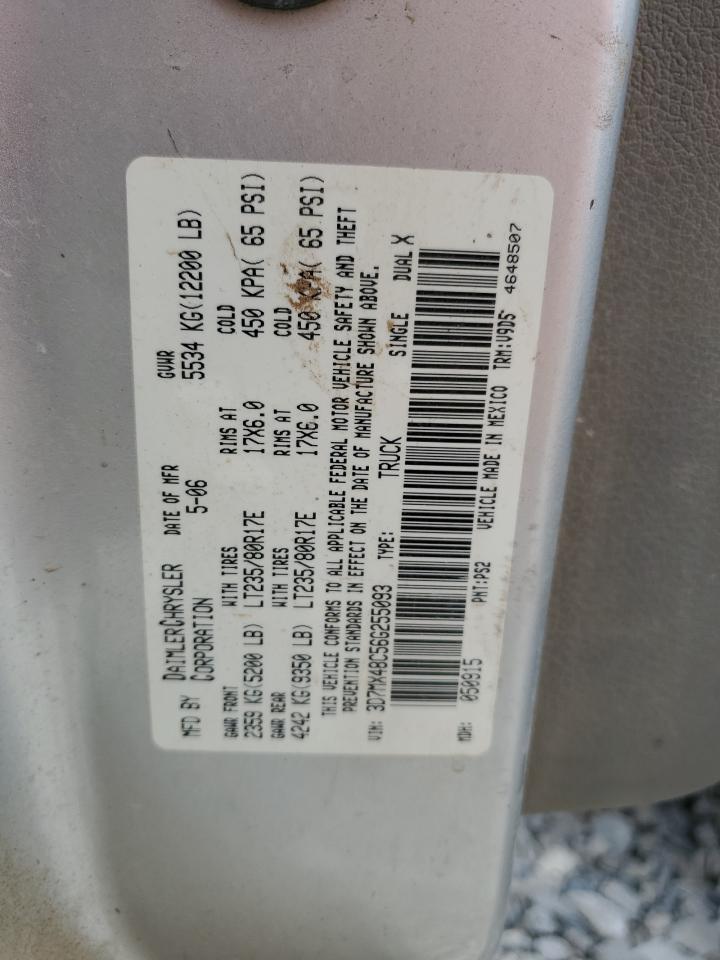 MFD BY DAIMLERCHRYSLER CORPORATION DATE OF MFR 5-06 GVWR 5534 KG(12200 LB)
GAWR FRONT WITH TIRES RIMS AT COLD
2359 KG(5200 LB) LT235/80R17E 17X6.0 450 KPA( 65 PSI)
GAWR REAR WITH TIRES RIMS AT COLD
4242 KG(9350 LB) LT235/80R17E 17X6.0 450 KPA( 65 PSI)
THIS VEHICLE CONFORMS TO ALL APPLICABLE FEDERAL MOTOR VEHICLE SAFETY AND THEFT
PREVENTION STANDARDS IN EFFECT ON THE DATE OF MANUFACTURE SHOWN ABOVE.
VIN: 3D7MX48C56G255093 TYPE: TRUCK SINGLE DUAL X
MDH: 050915 PNT:PS2 VEHICLE MADE IN MEXICO TRM:V9D5 4648507